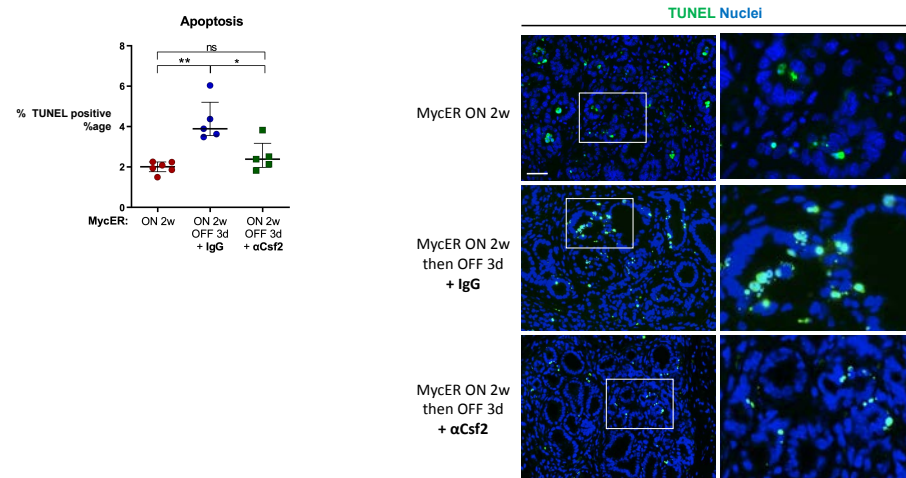 Apoptosis
8
6
4
2
0
% TUNEL positive
%age
ns
** *
MycER: ON 2w ON 2w ON 2w
OFF 3d OFF 3d
+ IgG + αCsf2
TUNEL Nuclei
MycER ON 2w
MycER ON 2w
then OFF 3d
+ IgG
MycER ON 2w
then OFF 3d
+ αCsf2